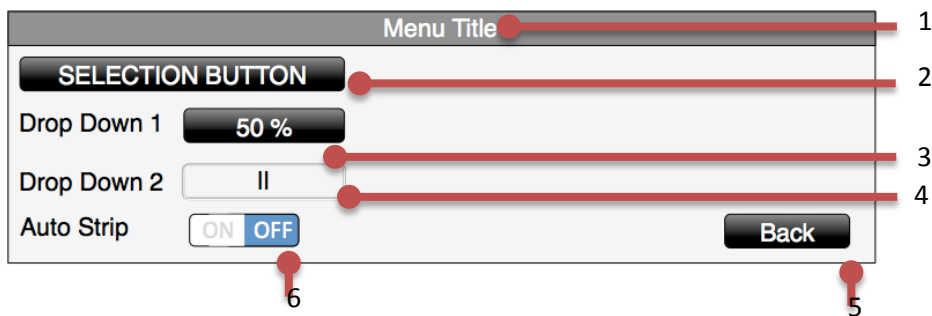 Menu Title
1
SELECTION BUTTON
2
Drop Down 1 50 %
3
Drop Down 2 II
4
Auto Strip ON OFF Back
6
5